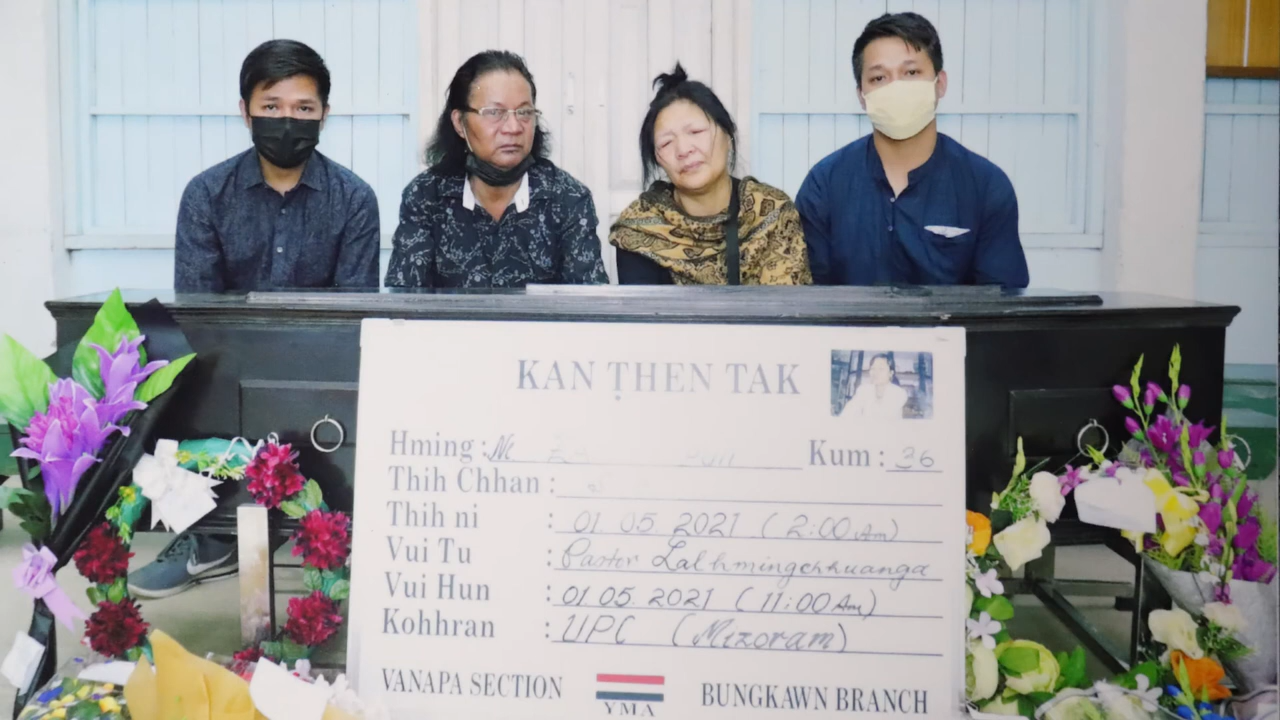 KAN ṬHEN TAK
Hming : Kum : 36
Thih Chhan :
Thih ni : 01.05.2021 (2:00 Am)
Vui Tu : Pastor Lalhmingchhuanga
Vui Hun : 01.05.2021 (11:00 Am)
Kohhran : UPC (Mizoram)
VANAPA SECTION YMA BUNGKAWN BRANCH